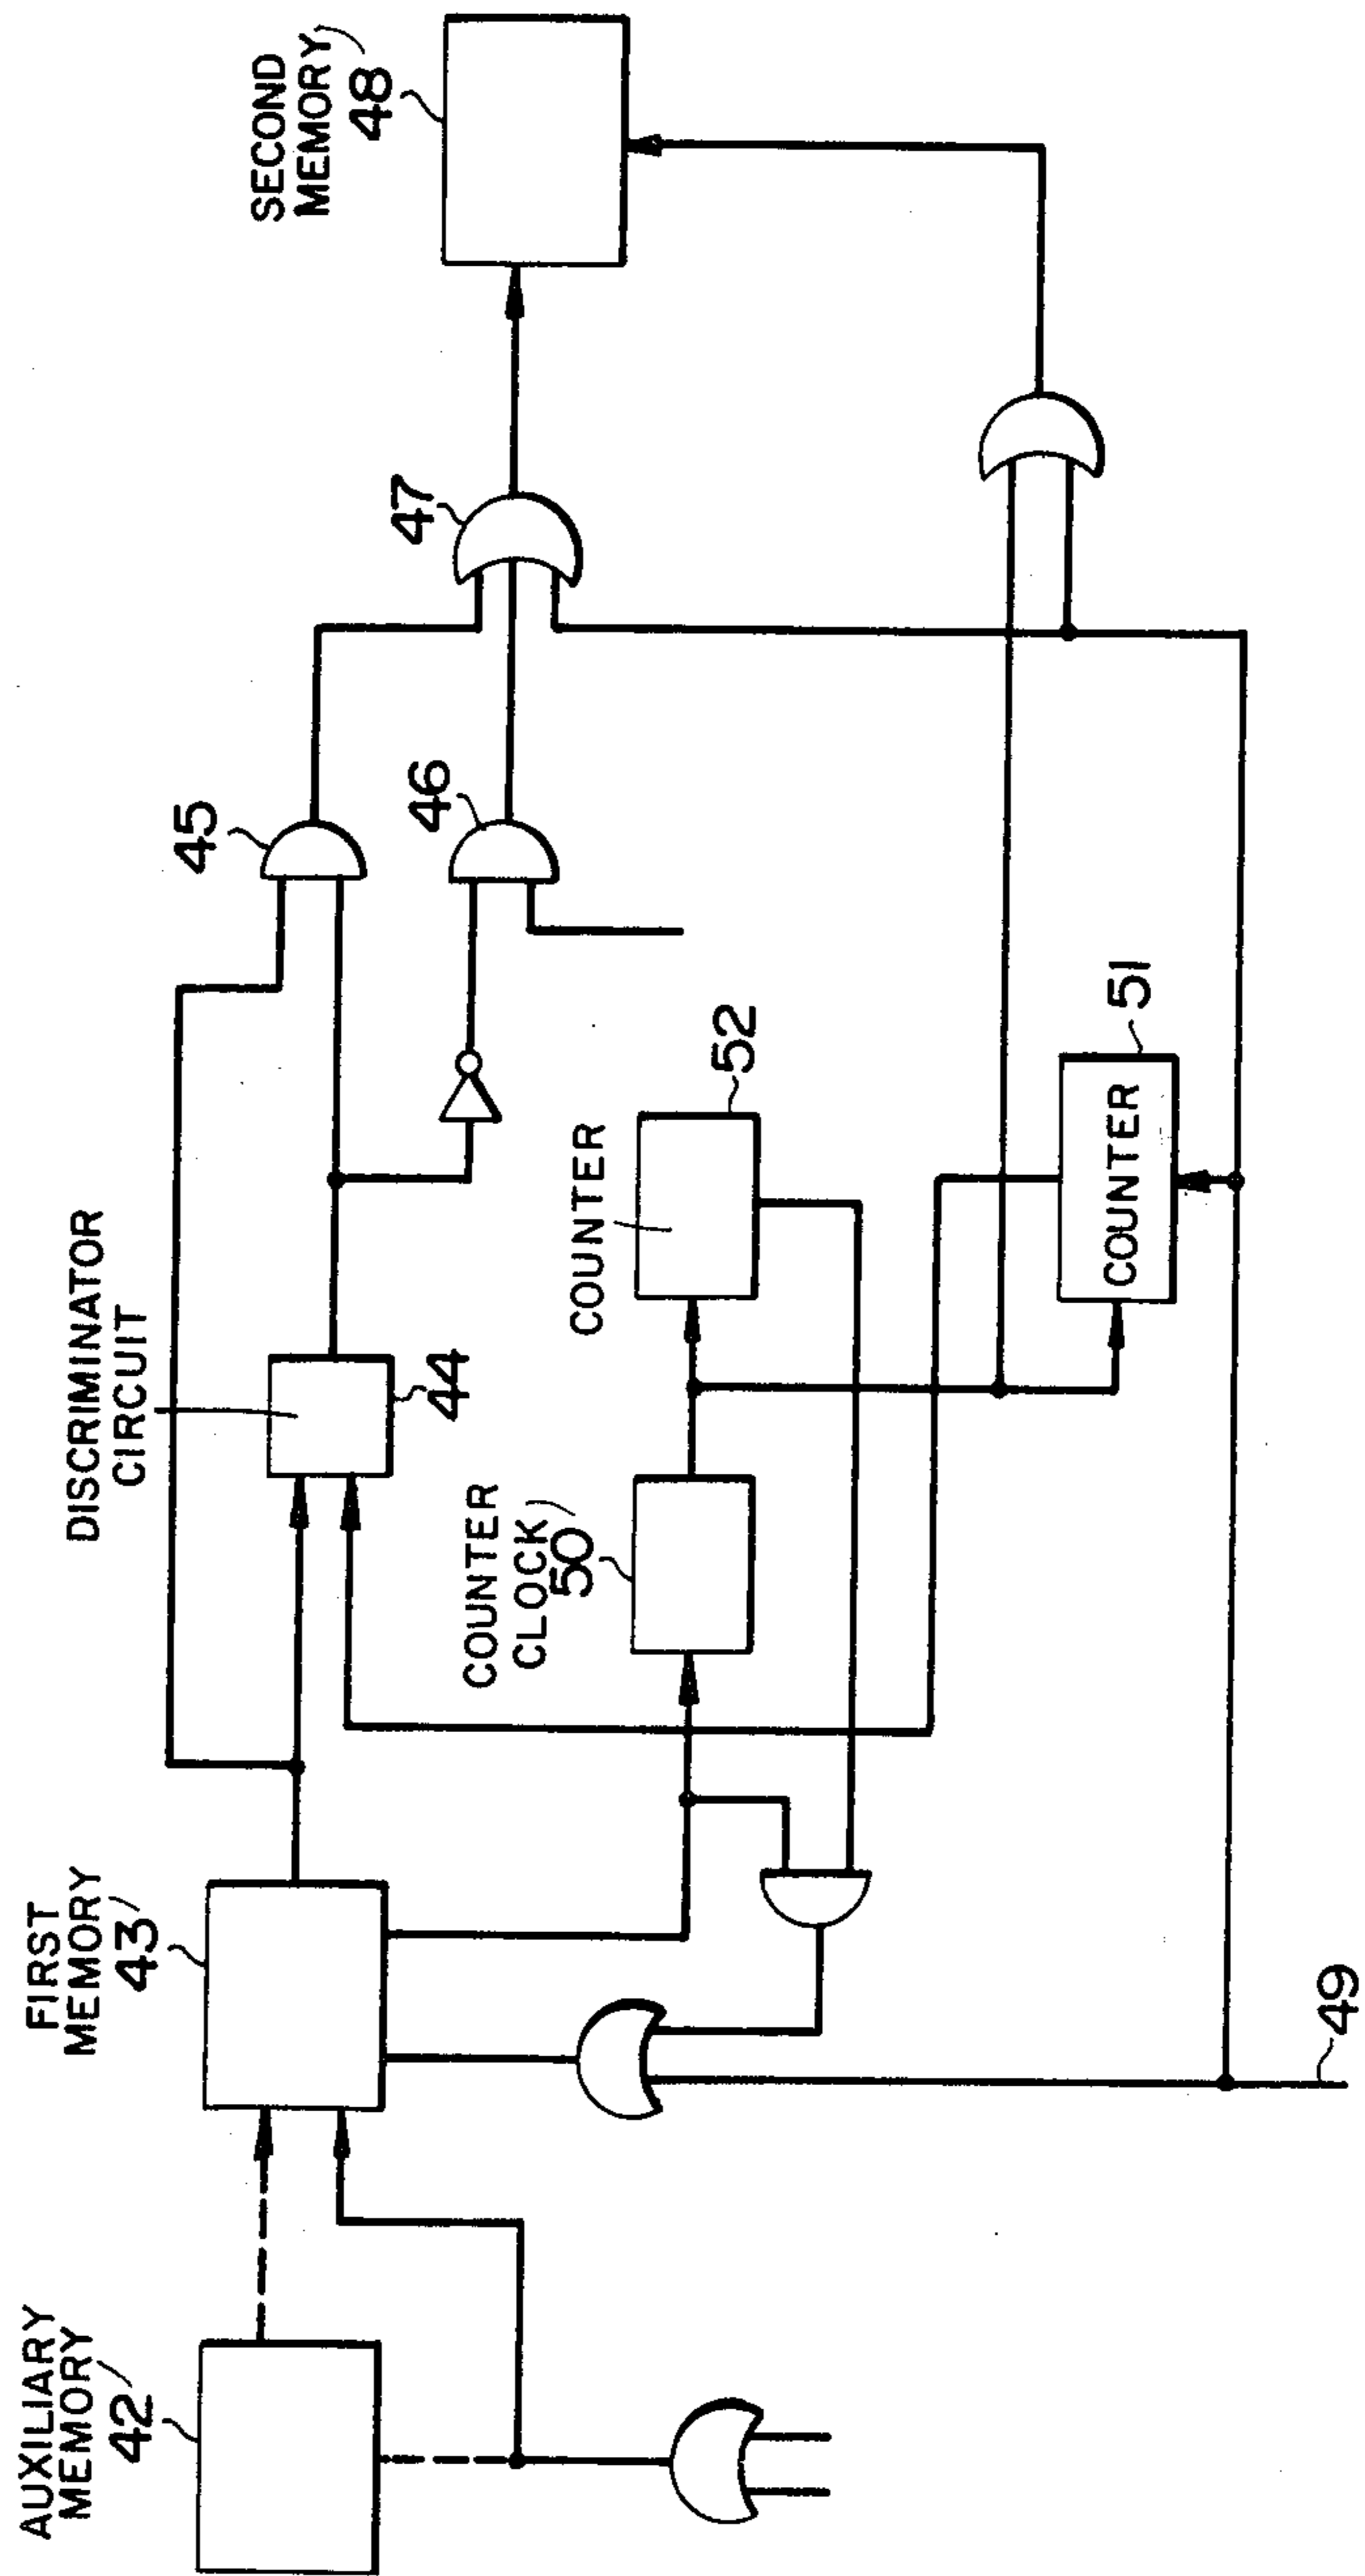 AUXILIARY
MEMORY
42
FIRST
MEMORY
43
DISCRIMINATOR
CIRCUIT
44
45
46
47
SECOND
MEMORY
48
COUNTER
CLOCK
50
COUNTER
52
COUNTER
51
49